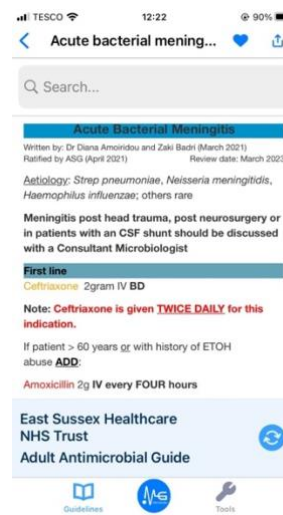 TESCO 12:22 90%
Acute bacterial mening...
Search...
Acute Bacterial Meningitis
Written by: Dr Diana Amoiridou and Zaki Badri (March 2021)
Ratified by ASG (April 2021) Review date: March 2023
Aetiology: Strep pneumoniae, Neisseria meningitidis,
Haemophilus influenzae; others rare
Meningitis post head trauma, post neurosurgery or
in patients with an CSF shunt should be discussed
with a Consultant Microbiologist
First line
Ceftriaxone 2gram IV BD
Note: Ceftriaxone is given TWICE DAILY for this
indication.
If patient > 60 years or with history of ETOH
abuse ADD:
Amoxicillin 2g IV every FOUR hours
East Sussex Healthcare
NHS Trust
Adult Antimicrobial Guide
Guidelines
Tools